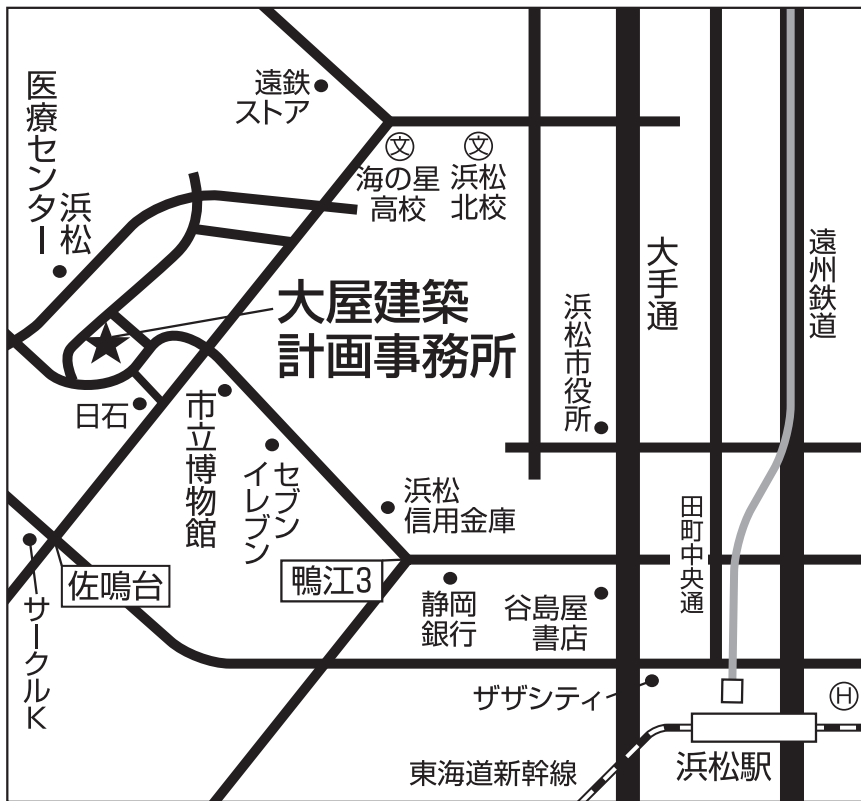 遠鉄
ストア
医療センター
浜松
文
文
海の星
高校
浜松
北校
大屋建築
計画事務所
大手通
遠州鉄道
浜松市役所
日石
市立博物館
セブン
イレブン
浜松
信用金庫
田町中央通
佐鳴台
鴨江3
静岡
銀行
谷島屋
書店
サークルK
ザザシティ
H
東海道新幹線
浜松駅